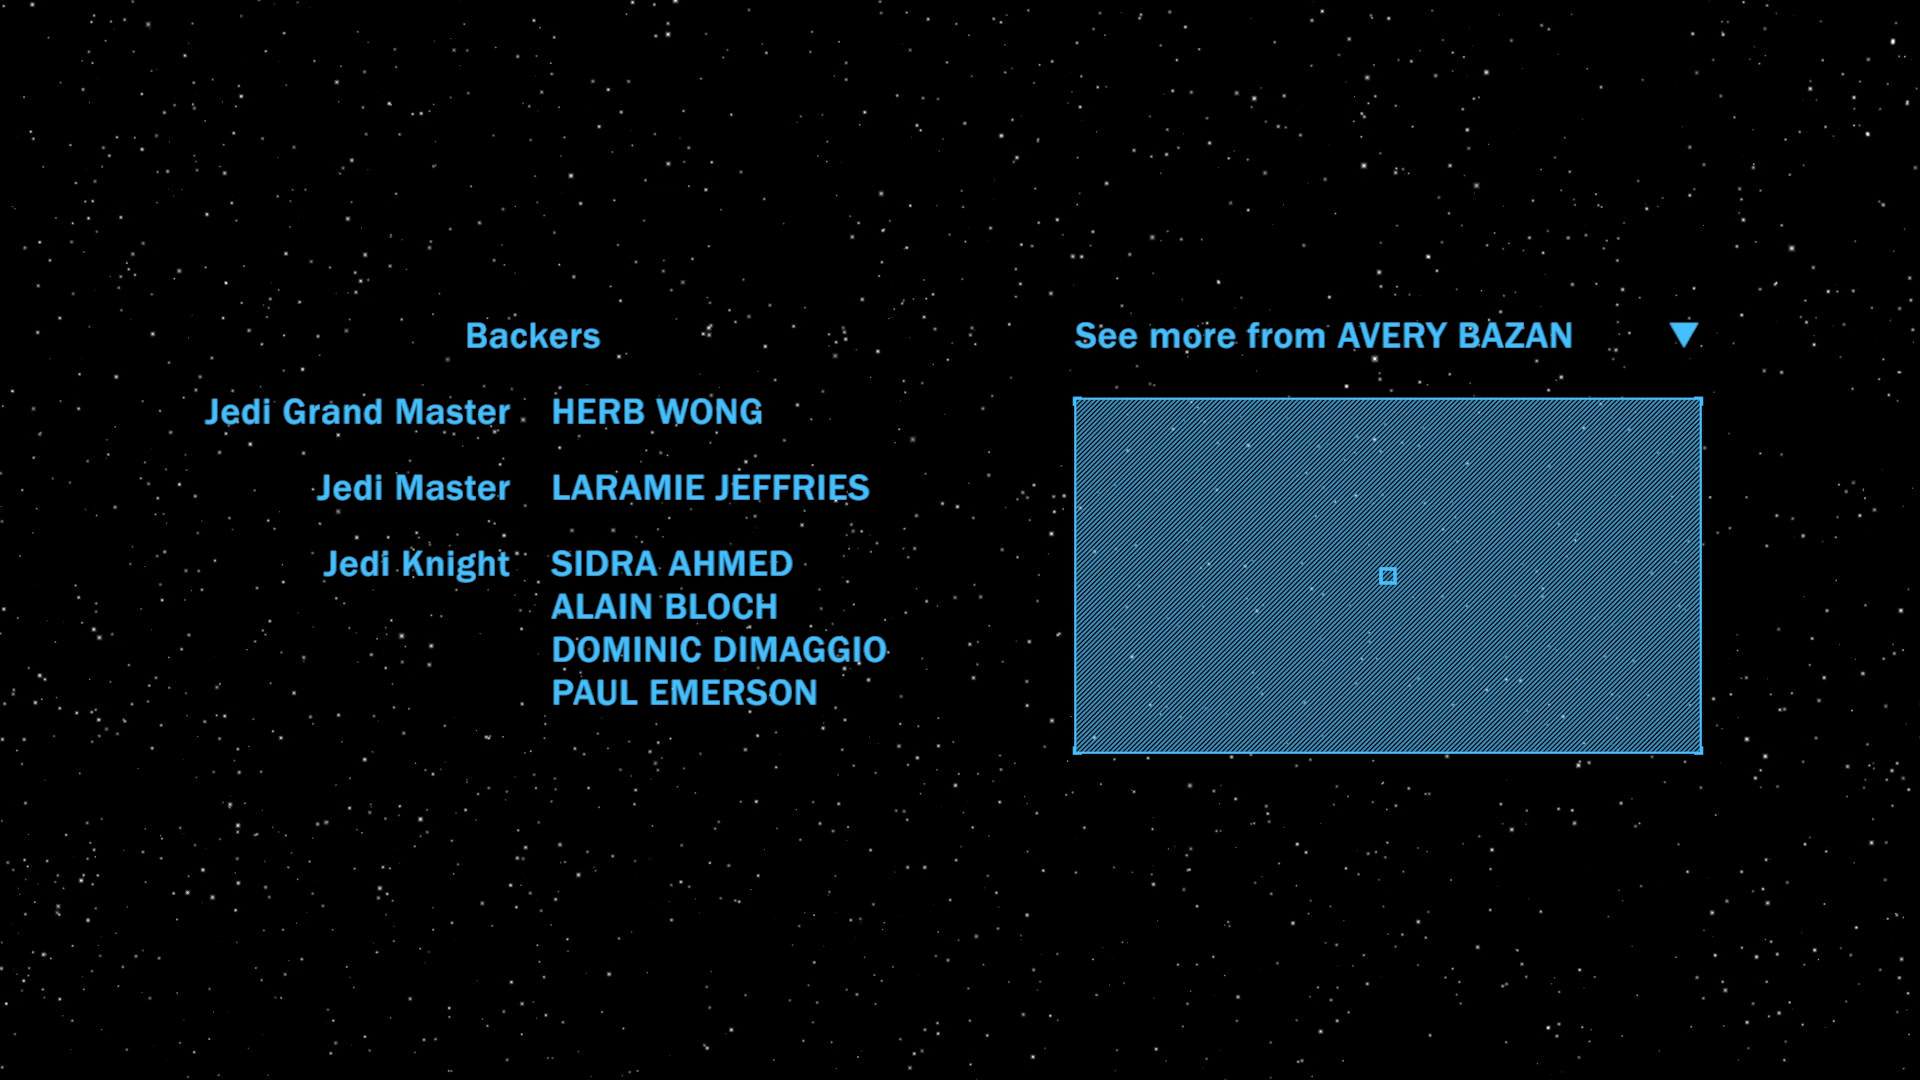 Backers
Jedi Grand Master HERB WONG
Jedi Master LARAMIE JEFFRIES
Jedi Knight SIDRA AHMED
ALAIN BLOCH
DOMINIC DIMAGGIO
PAUL EMERSON
See more from AVERY BAZAN